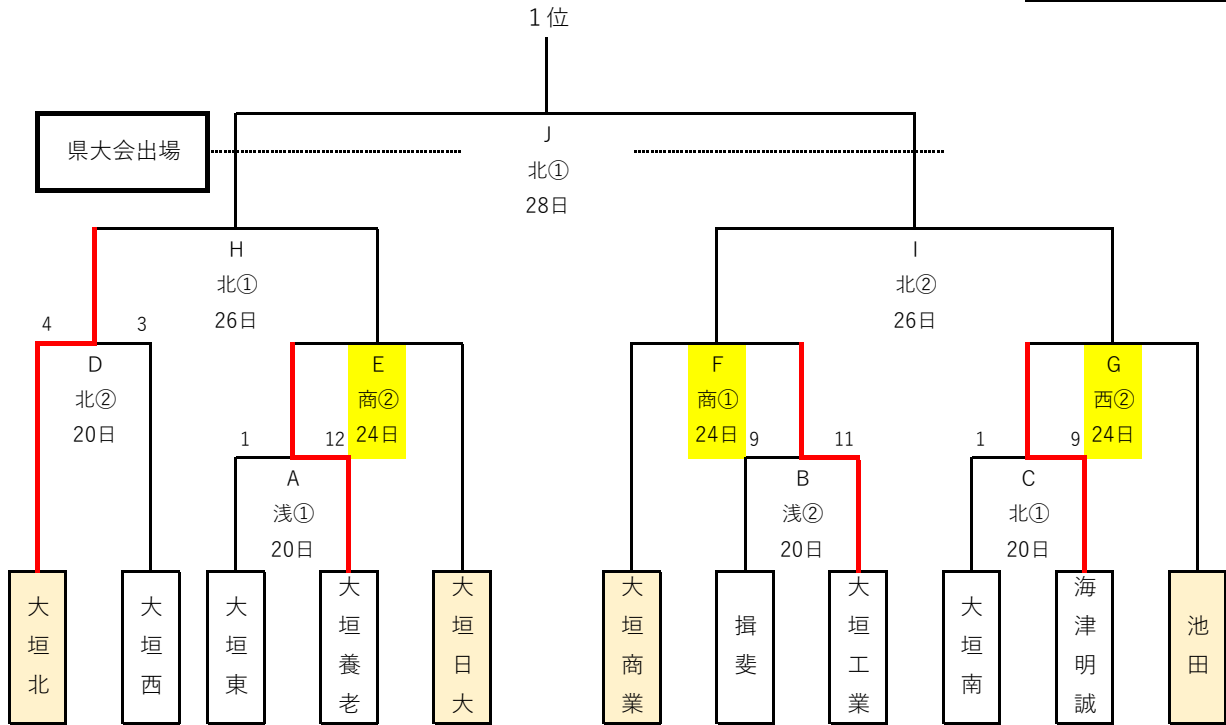 1位
県大会出場
J
北①
28日
H
北①
26日
I
北②
26日
4
3
D
北②
20日
E
商②
24日
F
商①
24日
G
西②
24日
1
12
A
浅①
20日
9
11
B
浅②
20日
1
9
C
北①
20日
大垣北
大垣西
大垣東
大垣養老
大垣日大
大垣商業
揖斐
大垣工業
大垣南
海津明誠
池田